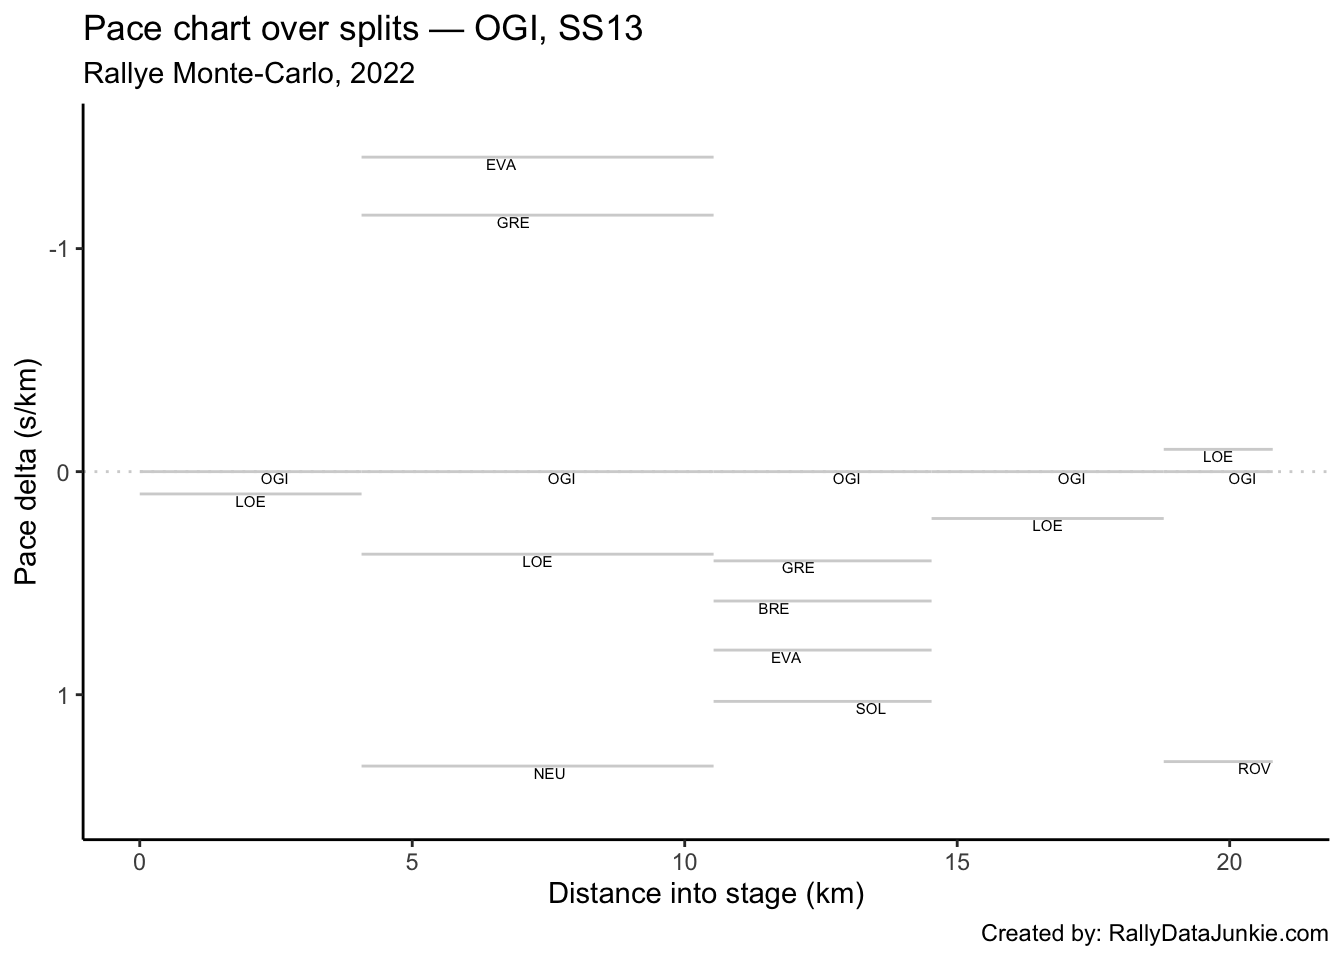 Pace chart over splits — OGI, SS13
Rallye Monte-Carlo, 2022
Pace delta (s/km)
-1
0
1
EVA
GRE
LOE
OGI
OGI
OGI
OGI
OGI
LOE
LOE
LOE
GRE
BRE
EVA
SOL
NEU
ROV
0
5
10
15
20
Distance into stage (km)
Created by: RallyDataJunkie.com